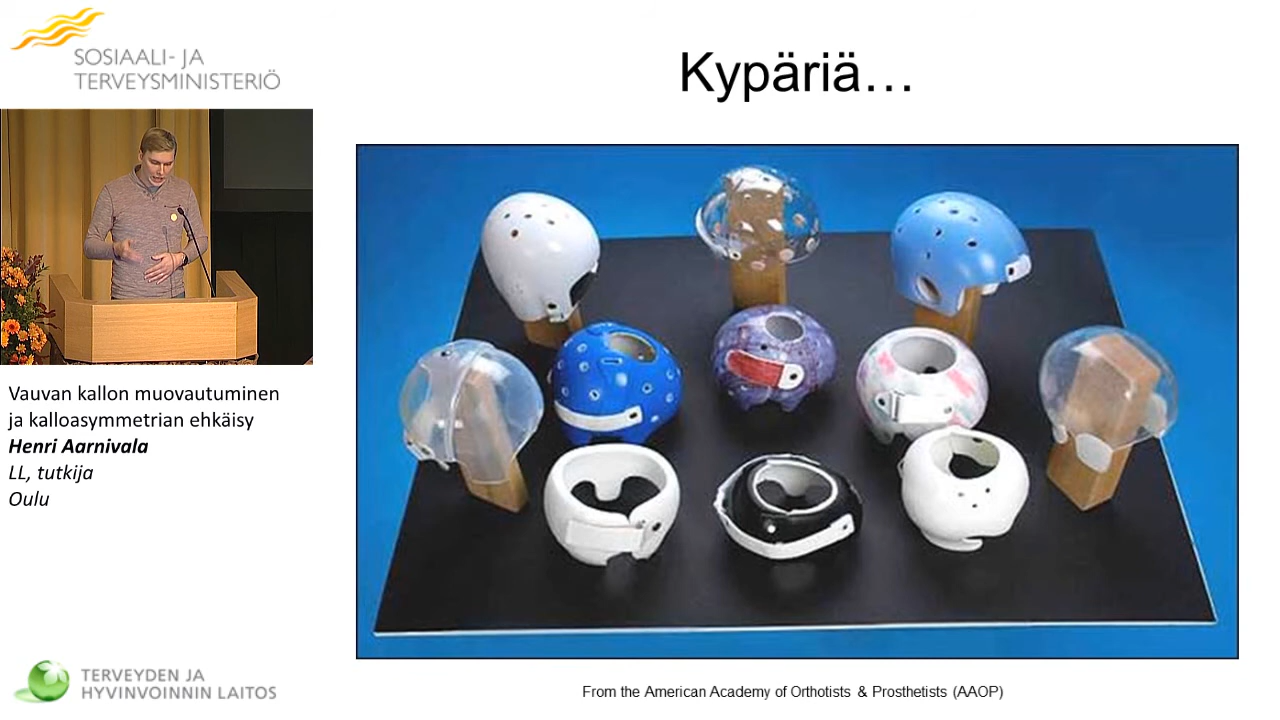 SOSIAALI- JA
TERVEYSMINISTERIÖ
Kypäriä…
Vauvan kallon muovautuminen
ja kalloasymmetrian ehkäisy
Henri Aarnivala
LL, tutkija
Oulu
TERVEYDEN JA
HYVINVOINNIN LAITOS
From the American Academy of Orthotists & Prosthetists (AAOP)